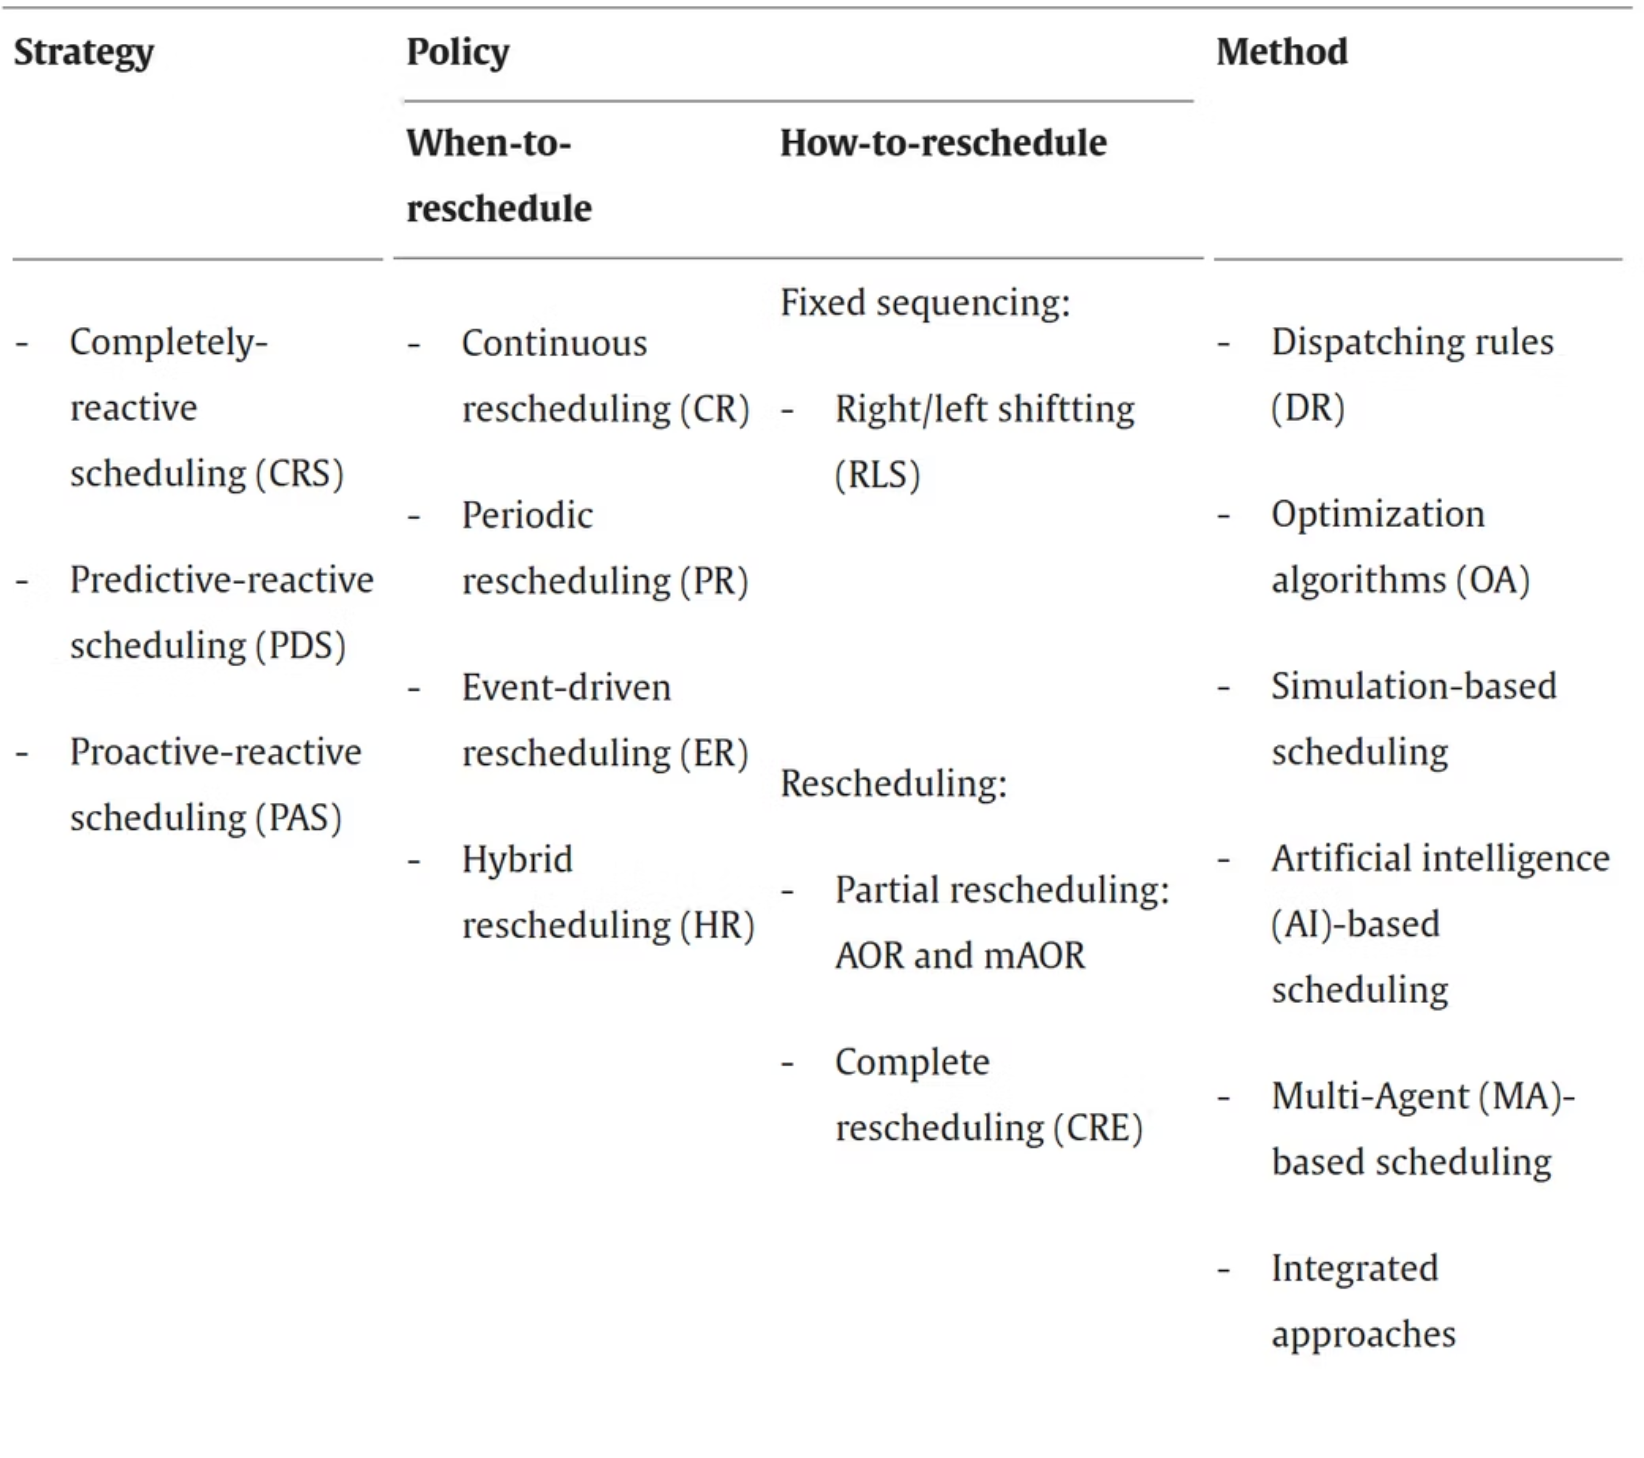 Strategy
Policy
Method
When-to-
reschedule
How-to-reschedule
- Completely-
reactive
scheduling (CRS)
- Predictive-reactive
scheduling (PDS)
- Proactive-reactive
scheduling (PAS)
- Continuous
rescheduling (CR)
- Periodic
rescheduling (PR)
- Event-driven
rescheduling (ER)
- Hybrid
rescheduling (HR)
Fixed sequencing:
- Right/left shiftting
(RLS)
Rescheduling:
- Partial rescheduling:
AOR and mAOR
- Complete
rescheduling (CRE)
- Dispatching rules
(DR)
- Optimization
algorithms (OA)
- Simulation-based
scheduling
- Artificial intelligence
(AI)-based
scheduling
- Multi-Agent (MA)-
based scheduling
- Integrated
approaches